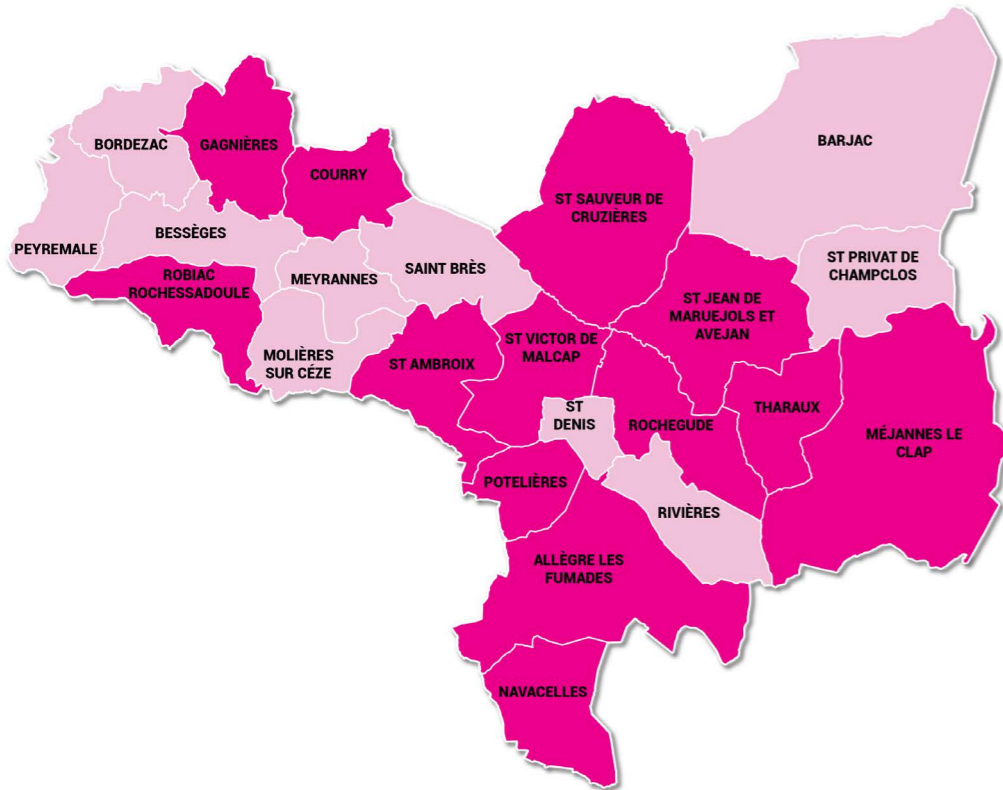 BARJAC
BORDEZAC
GAGNIÈRES
COURRY
ST SAUVEUR DE
CRUZIÈRES
BESSÈGES
PEYREMALE
ROBIAC
ROCHESSADOULE
MEYRANNES
SAINT BRÈS
ST PRIVAT DE
CHAMPCLOS
ST JEAN DE
MARUEJOLS ET
AVEJAN
MOLIÈRES
SUR CÉZE
ST AMBROIX
ST VICTOR DE
MALCAP
ST
DENIS
ROCHEGUDE
THARAUX
MÉJANNES LE
CLAP
POTELIÈRES
RIVIÈRES
ALLÈGRE LES
FUMADES
NAVACELLES